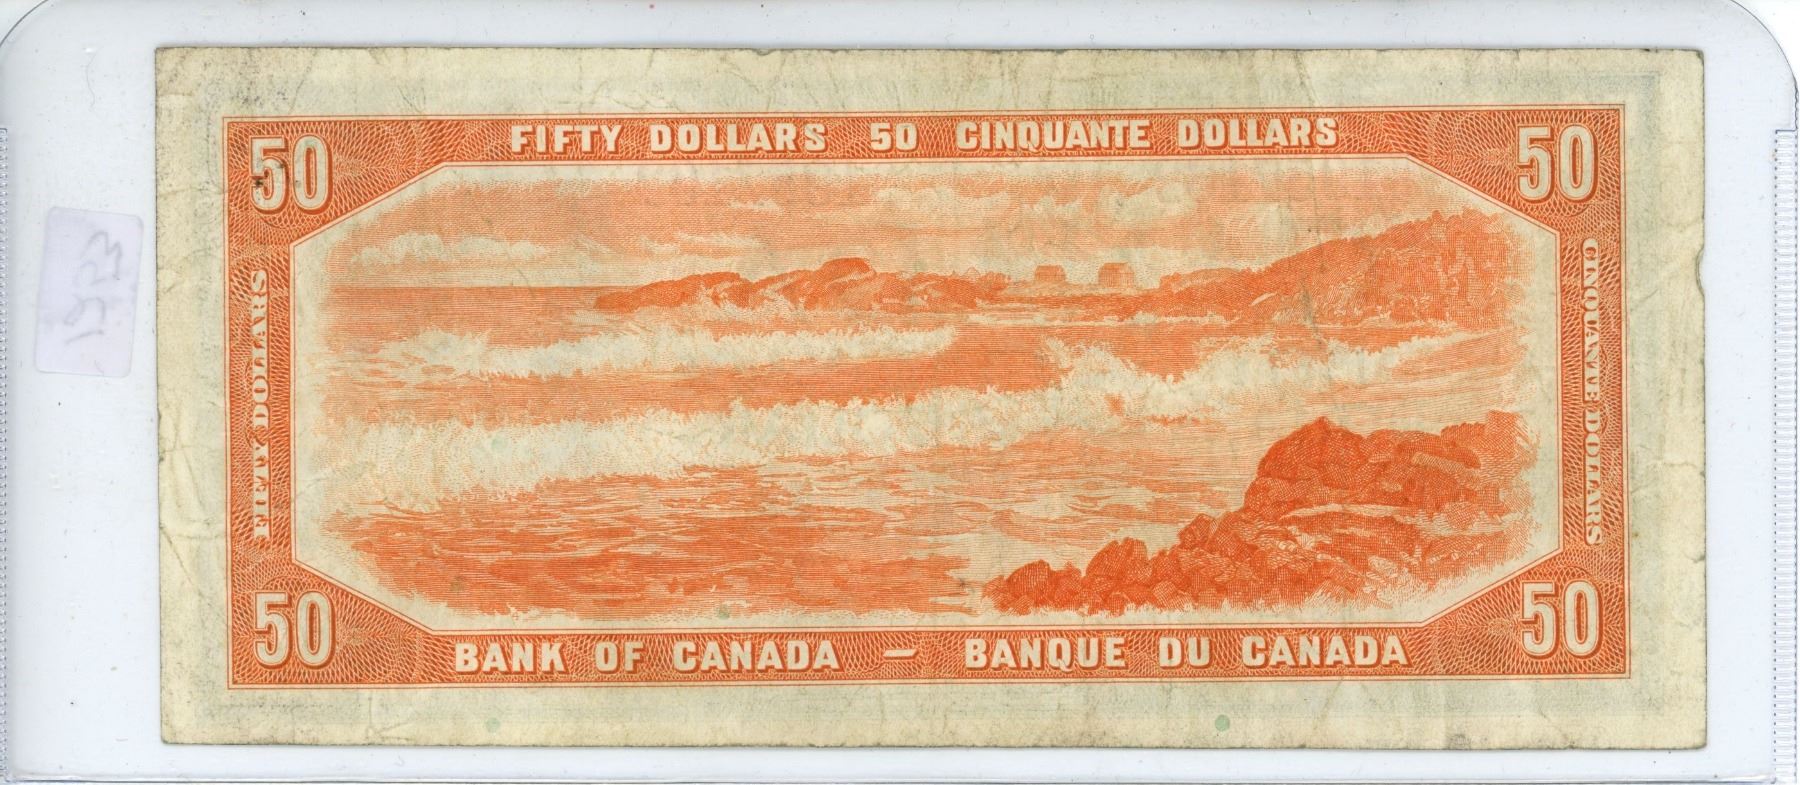 FIFTY DOLLARS 50 CINQUANTE DOLLARS
50
50
FIFTY DOLLARS
CINQUANTE DOLLARS
50
50
BANK OF CANADA – BANQUE DU CANADA